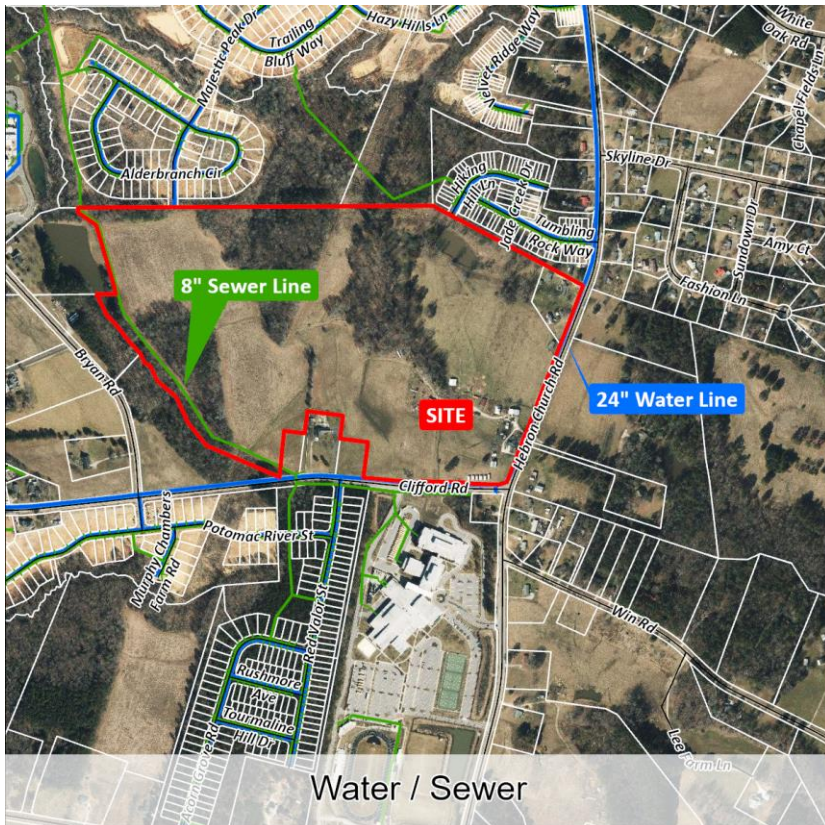 White
Oak Rd
Hazy Hills Ln
Trailing
Bluff Way
Majestic Peak Dr
Velvet Ridge Way
Chapel Fields Ln
Skyline Dr
Alderbranch Cir
Hiking
Hill Ln
Jade Creek Dr
Tumbling
Rock Way
Sundown Dr
Amy Ct
Fashion Ln
8" Sewer Line
Bryan Rd
24" Water Line
SITE
Hebron Church Rd
Clifford Rd
Murphy Chambers
Farm Rd
Potomac River St
Red Valor St
Win Rd
Rushmore
Ave
Tourmaline
Hill Dr
Acorn Grove Rd
Lee Form Ln
Water / Sewer